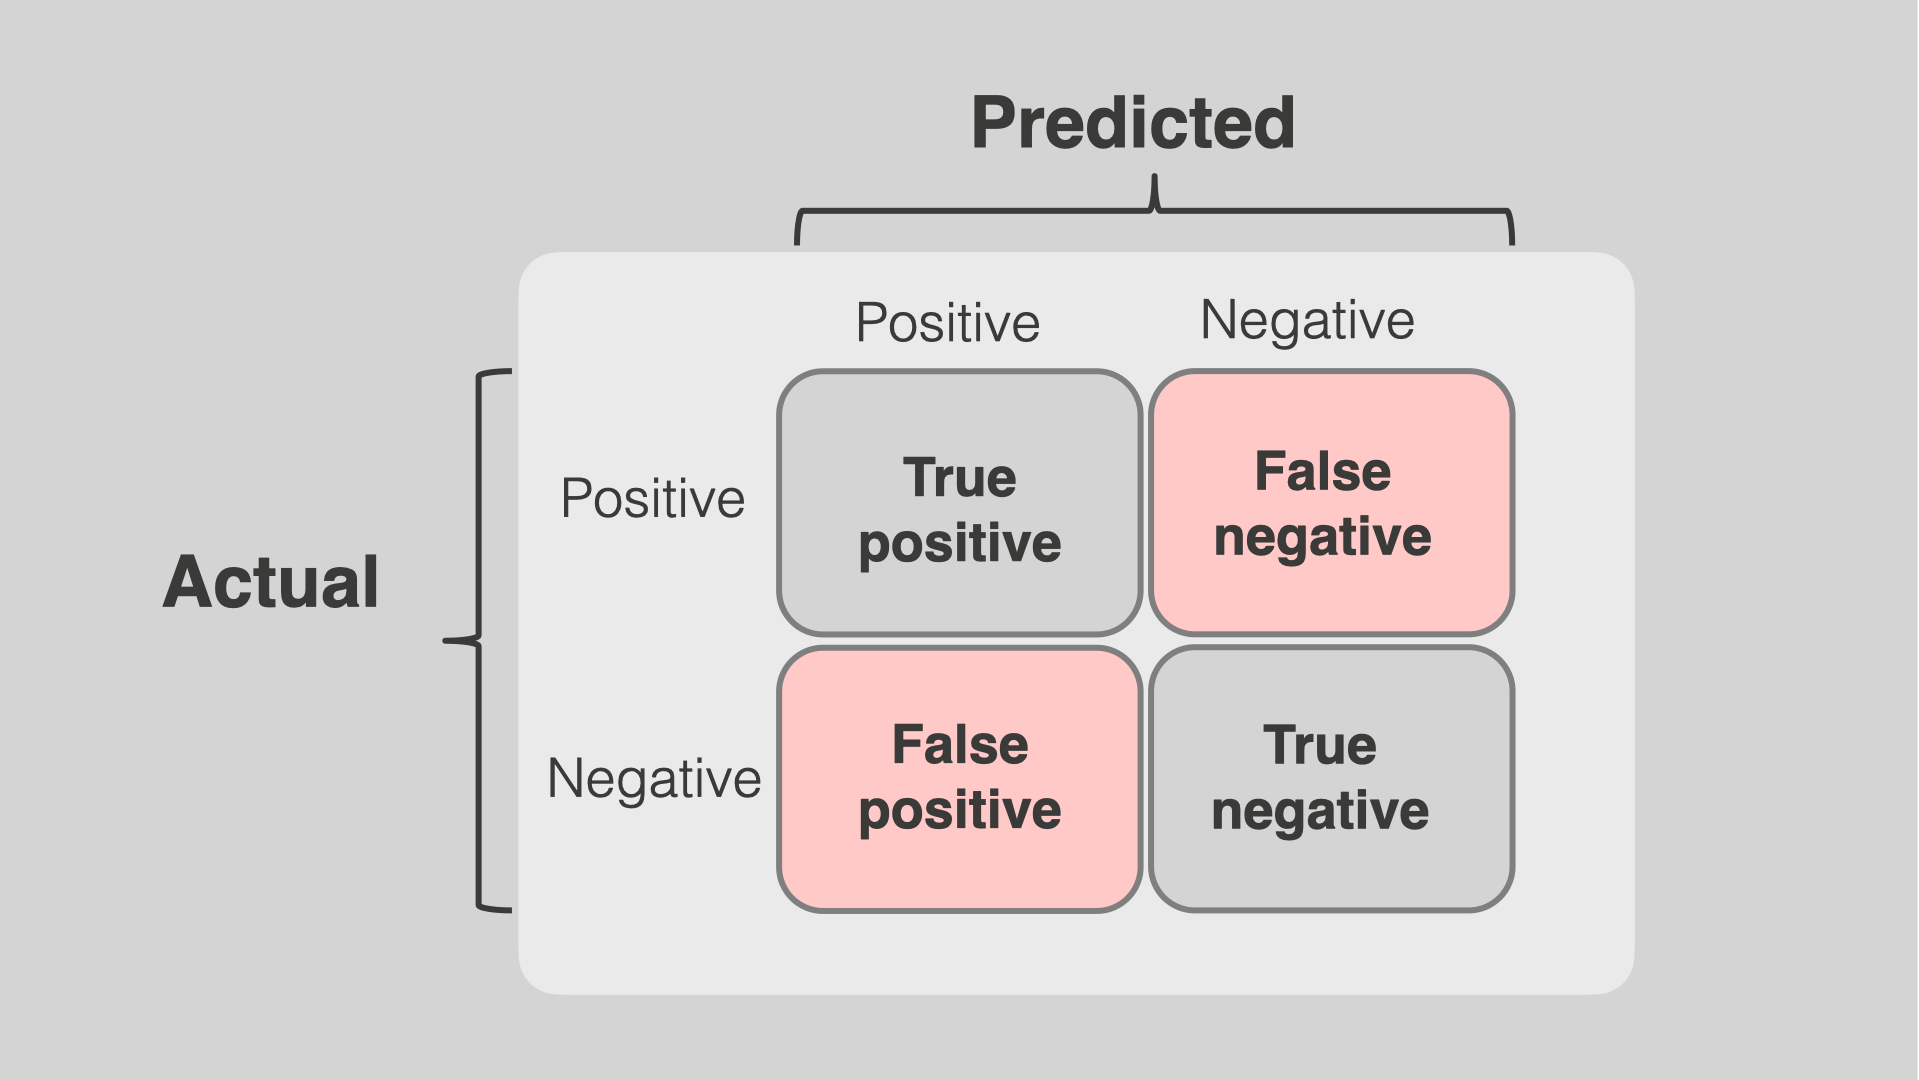 Predicted
Positive
Negative
Actual
Positive
True
positive
False
negative
Negative
False
positive
True
negative